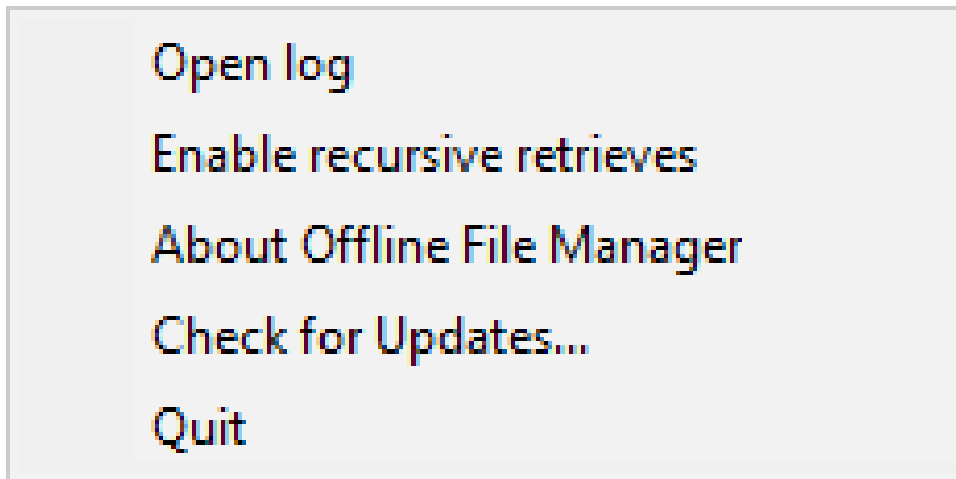 Open log
Enable recursive retrieves
About Offline File Manager
Check for Updates...
Quit